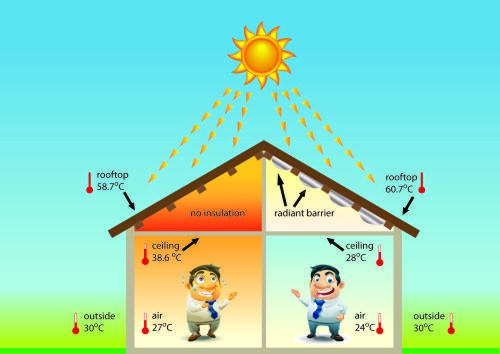 rooftop
58.7°C
rooftop
60.7°C
no insulation
radiant barrier
ceiling
38.6 °C
ceiling
28°C
outside
30°C
air
27°C
air
24°C
outside
30°C